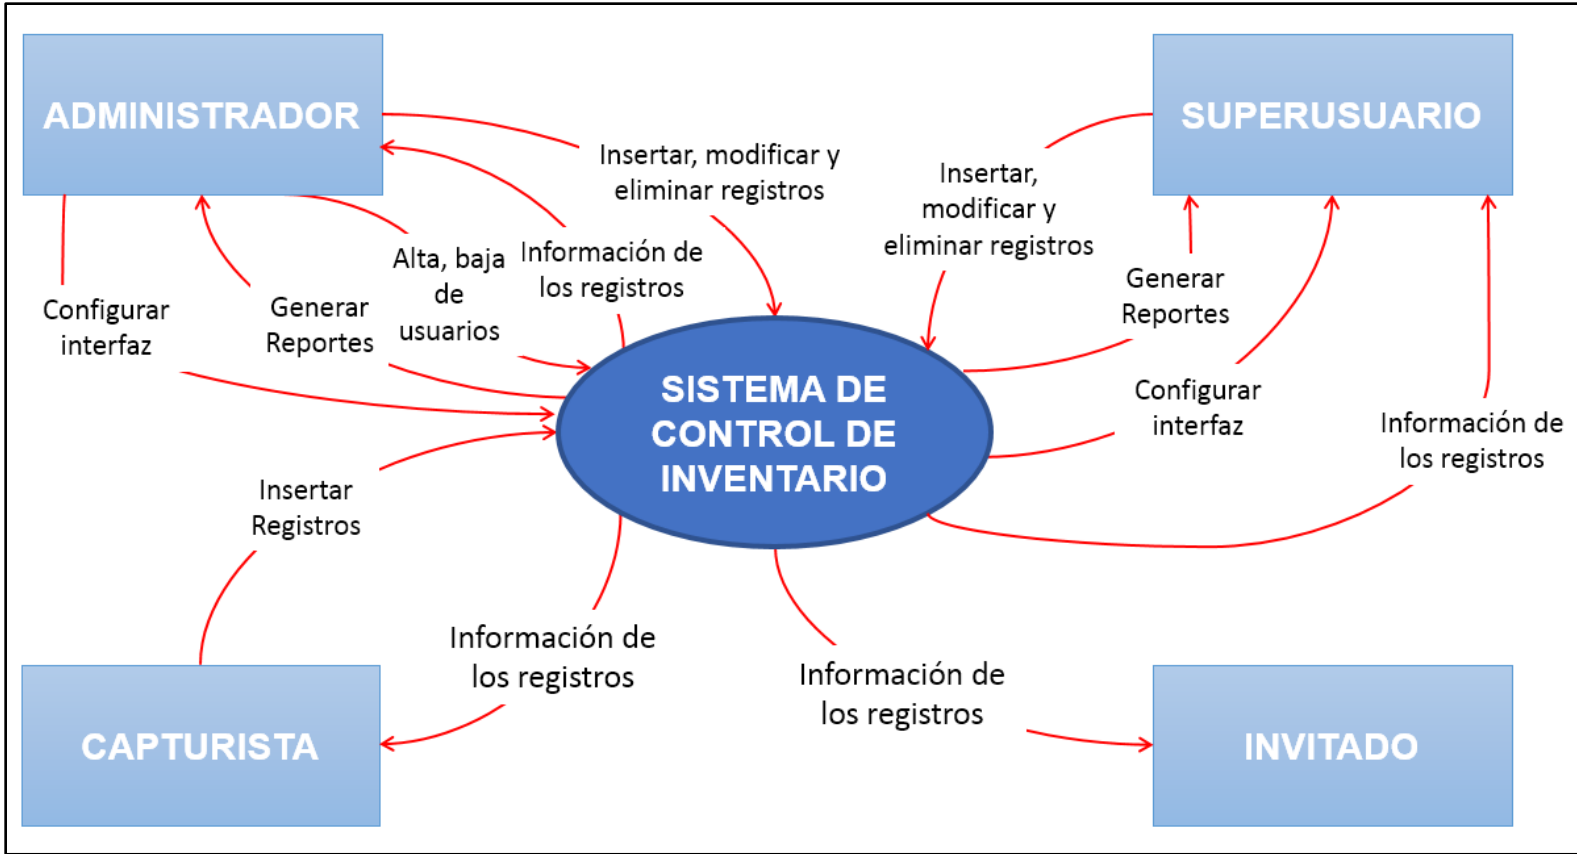 ADMINISTRADOR
SUPERUSUARIO
Insertar, modificar y
eliminar registros
Insertar,
modificar y
eliminar registros
Alta, baja
de
usuarios
Información de
los registros
Configurar
interfaz
Generar
Reportes
Generar
Reportes
Configurar
interfaz
Información de
los registros
SISTEMA DE
CONTROL DE
INVENTARIO
Insertar
Registros
Información de
los registros
Información de
los registros
CAPTURISTA
INVITADO